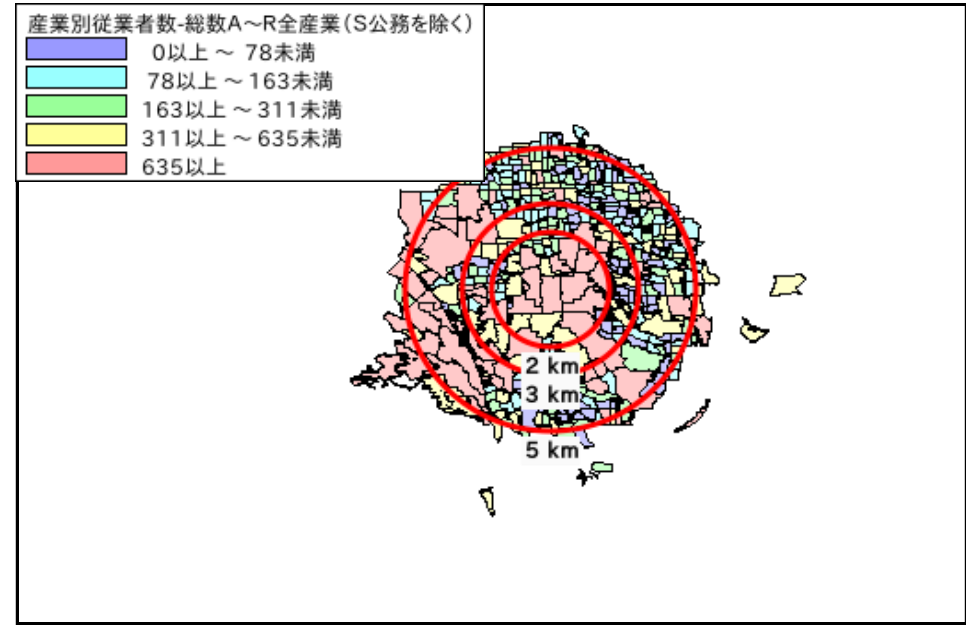 産業別従業者数-総数A～R全産業(S公務を除く)
0以上 ～ 78未満
78以上 ～ 163未満
163以上 ～ 311未満
311以上 ～ 635未満
635以上
2 km
3 km
5 km